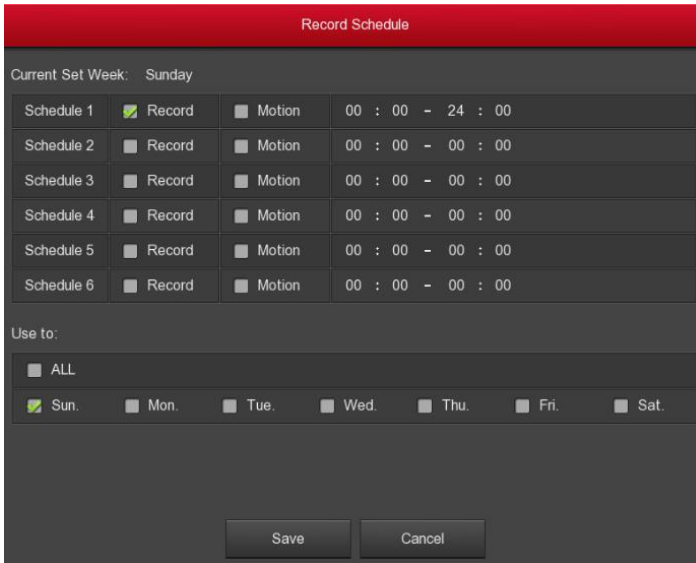 Record Schedule
Current Set Week: Sunday
Schedule 1 Record Motion 00 : 00 - 24 : 00
Schedule 2 Record Motion 00 : 00 - 00 : 00
Schedule 3 Record Motion 00 : 00 - 00 : 00
Schedule 4 Record Motion 00 : 00 - 00 : 00
Schedule 5 Record Motion 00 : 00 - 00 : 00
Schedule 6 Record Motion 00 : 00 - 00 : 00
Use to:
ALL
Sun. Mon. Tue. Wed. Thu. Fri. Sat.
Save Cancel